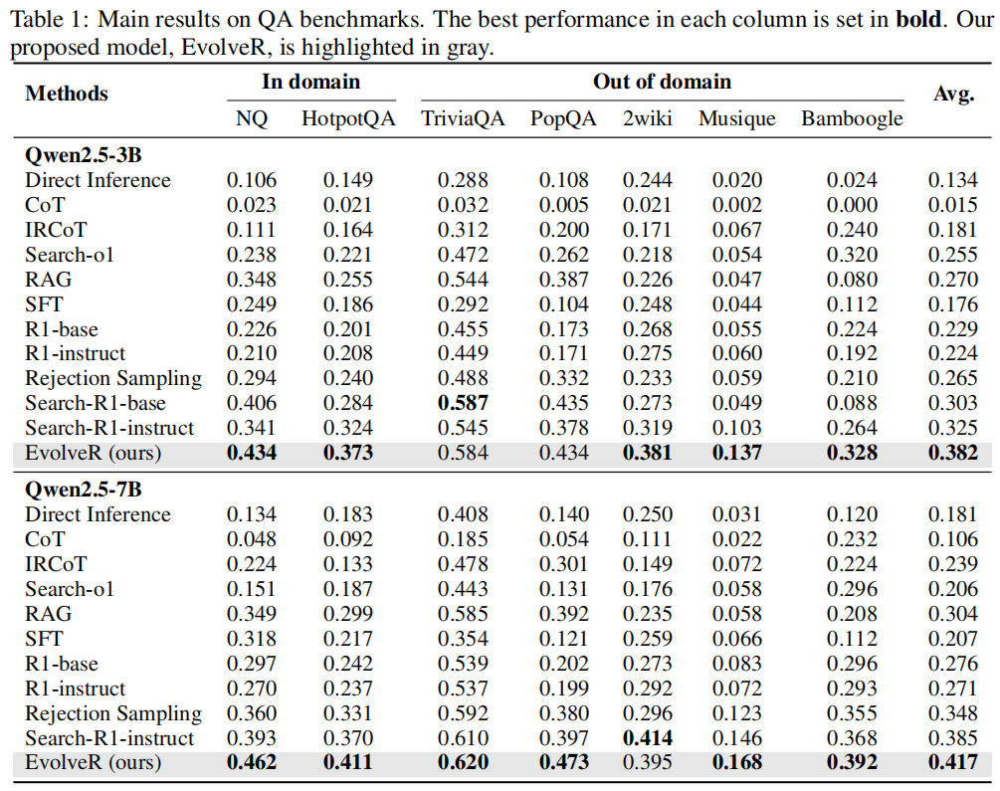 Table 1: Main results on QA benchmarks. The best performance in each column is set in bold. Our
proposed model, EvolveR, is highlighted in gray.
Methods In domain Out of domain Avg.
NQ HotpotQA TriviaQA PopQA 2wiki Musique Bamboogle
Qwen2.5-3B
Direct Inference 0.106 0.149 0.288 0.108 0.244 0.020 0.024 0.134
CoT 0.023 0.021 0.032 0.005 0.021 0.002 0.000 0.015
IRCoT 0.111 0.164 0.312 0.200 0.171 0.067 0.240 0.181
Search-o1 0.238 0.221 0.472 0.262 0.218 0.054 0.320 0.255
RAG 0.348 0.255 0.544 0.387 0.226 0.047 0.080 0.270
SFT 0.249 0.186 0.292 0.104 0.248 0.044 0.112 0.176
R1-base 0.226 0.201 0.455 0.173 0.268 0.055 0.224 0.229
R1-instruct 0.210 0.208 0.449 0.171 0.275 0.060 0.192 0.224
Rejection Sampling 0.294 0.240 0.488 0.332 0.233 0.059 0.210 0.265
Search-R1-base 0.406 0.284 0.587 0.435 0.273 0.049 0.088 0.303
Search-R1-instruct 0.341 0.324 0.545 0.378 0.319 0.103 0.264 0.325
EvolveR (ours) 0.434 0.373 0.584 0.434 0.381 0.137 0.328 0.382
Qwen2.5-7B
Direct Inference 0.134 0.183 0.408 0.140 0.250 0.031 0.120 0.181
CoT 0.048 0.092 0.185 0.054 0.111 0.022 0.232 0.106
IRCoT 0.224 0.133 0.478 0.301 0.149 0.072 0.224 0.239
Search-o1 0.151 0.187 0.443 0.131 0.176 0.058 0.296 0.206
RAG 0.349 0.299 0.585 0.392 0.235 0.058 0.208 0.304
SFT 0.318 0.217 0.354 0.121 0.259 0.066 0.112 0.207
R1-base 0.297 0.242 0.539 0.202 0.273 0.083 0.296 0.276
R1-instruct 0.270 0.237 0.537 0.199 0.292 0.072 0.293 0.271
Rejection Sampling 0.360 0.331 0.592 0.380 0.296 0.123 0.355 0.348
Search-R1-instruct 0.393 0.370 0.610 0.397 0.414 0.146 0.368 0.385
EvolveR (ours) 0.462 0.411 0.620 0.473 0.395 0.168 0.392 0.417